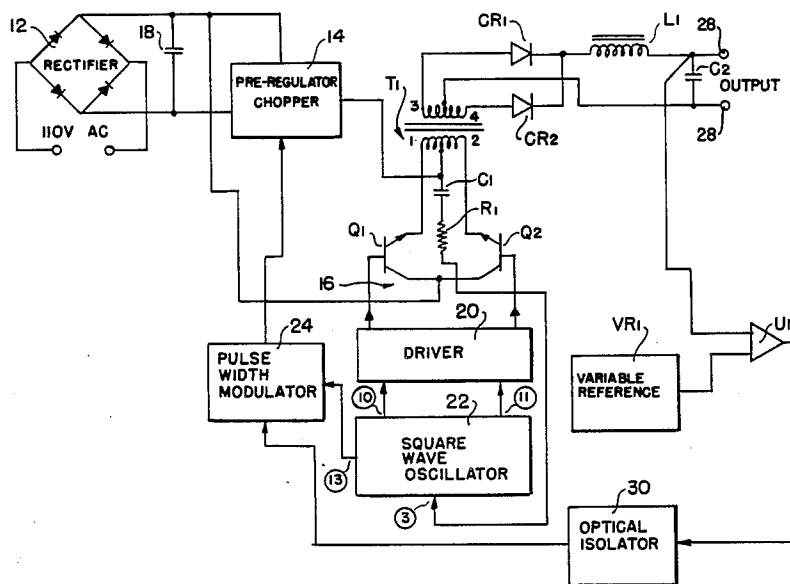 12
RECTIFIER
110V AC
18
14
PRE-REGULATOR
CHOPPER
CR1
L1
28
C2
OUTPUT
28
T1
3
4
CR2
1
2
C1
R1
Q1
Q2
16
20
DRIVER
24
PULSE
WIDTH
MODULATOR
10
11
22
SQUARE
WAVE
OSCILLATOR
13
3
VR1
VARIABLE
REFERENCE
U1
30
OPTICAL
ISOLATOR